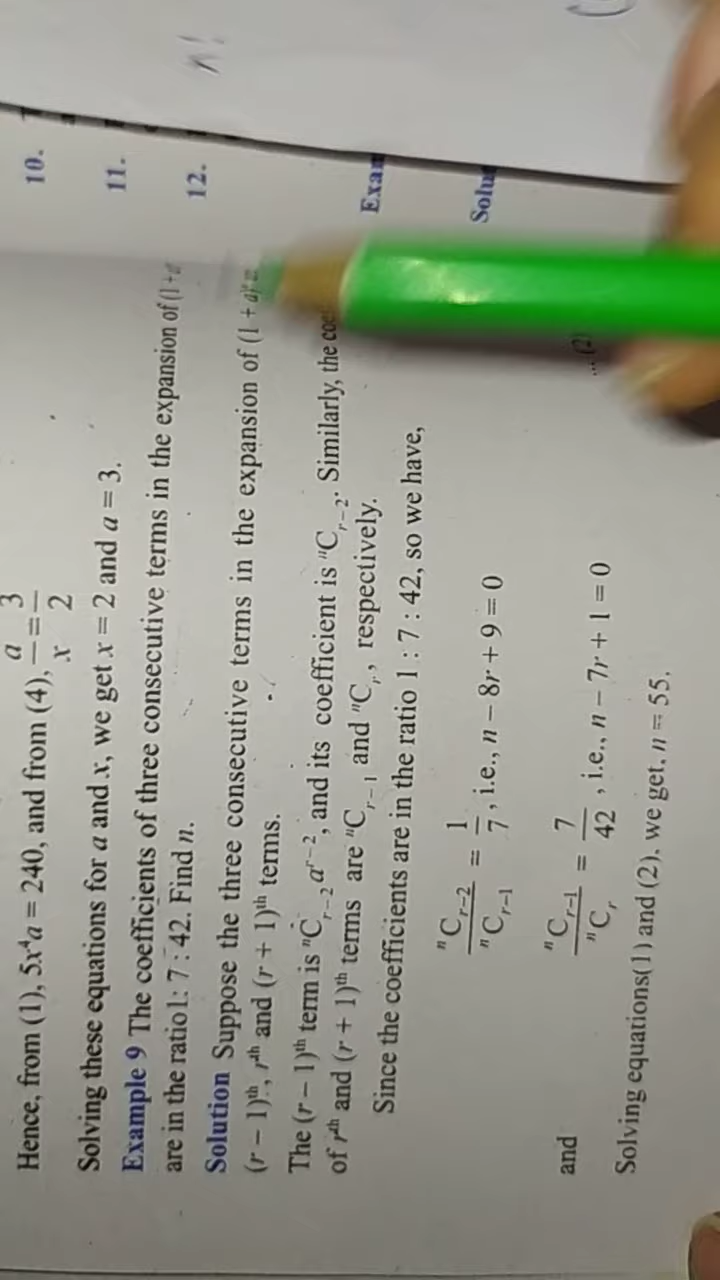 Hence, from (1), 5x⁴a = 240, and from (4), a/x = 3/2
Solving these equations for a and x, we get x = 2 and a = 3.
Example 9 The coefficients of three consecutive terms in the expansion of (1 + a
are in the ratio1: 7 : 42. Find n.
Solution Suppose the three consecutive terms in the expansion of (1 + a)ⁿ
(r – 1)ᵗʰ, rᵗʰ and (r + 1)ᵗʰ terms.
The (r – 1)ᵗʰ term is ⁿCᵣ₋₂ aʳ⁻², and its coefficient is ⁿCᵣ₋₂. Similarly, the
of rᵗʰ and (r + 1)ᵗʰ terms are ⁿCᵣ₋₁ and ⁿCᵣ, respectively.
Since the coefficients are in the ratio 1 : 7 : 42, so we have,
ⁿCᵣ₋₂/ⁿCᵣ₋₁ = 1/7, i.e., n – 8r + 9 = 0
and ⁿCᵣ₋₁/ⁿCᵣ = 7/42, i.e., n – 7r + 1 = 0 ... (2)
Solving equations(1) and (2), we get, n = 55.
10.
11.
12.
n!